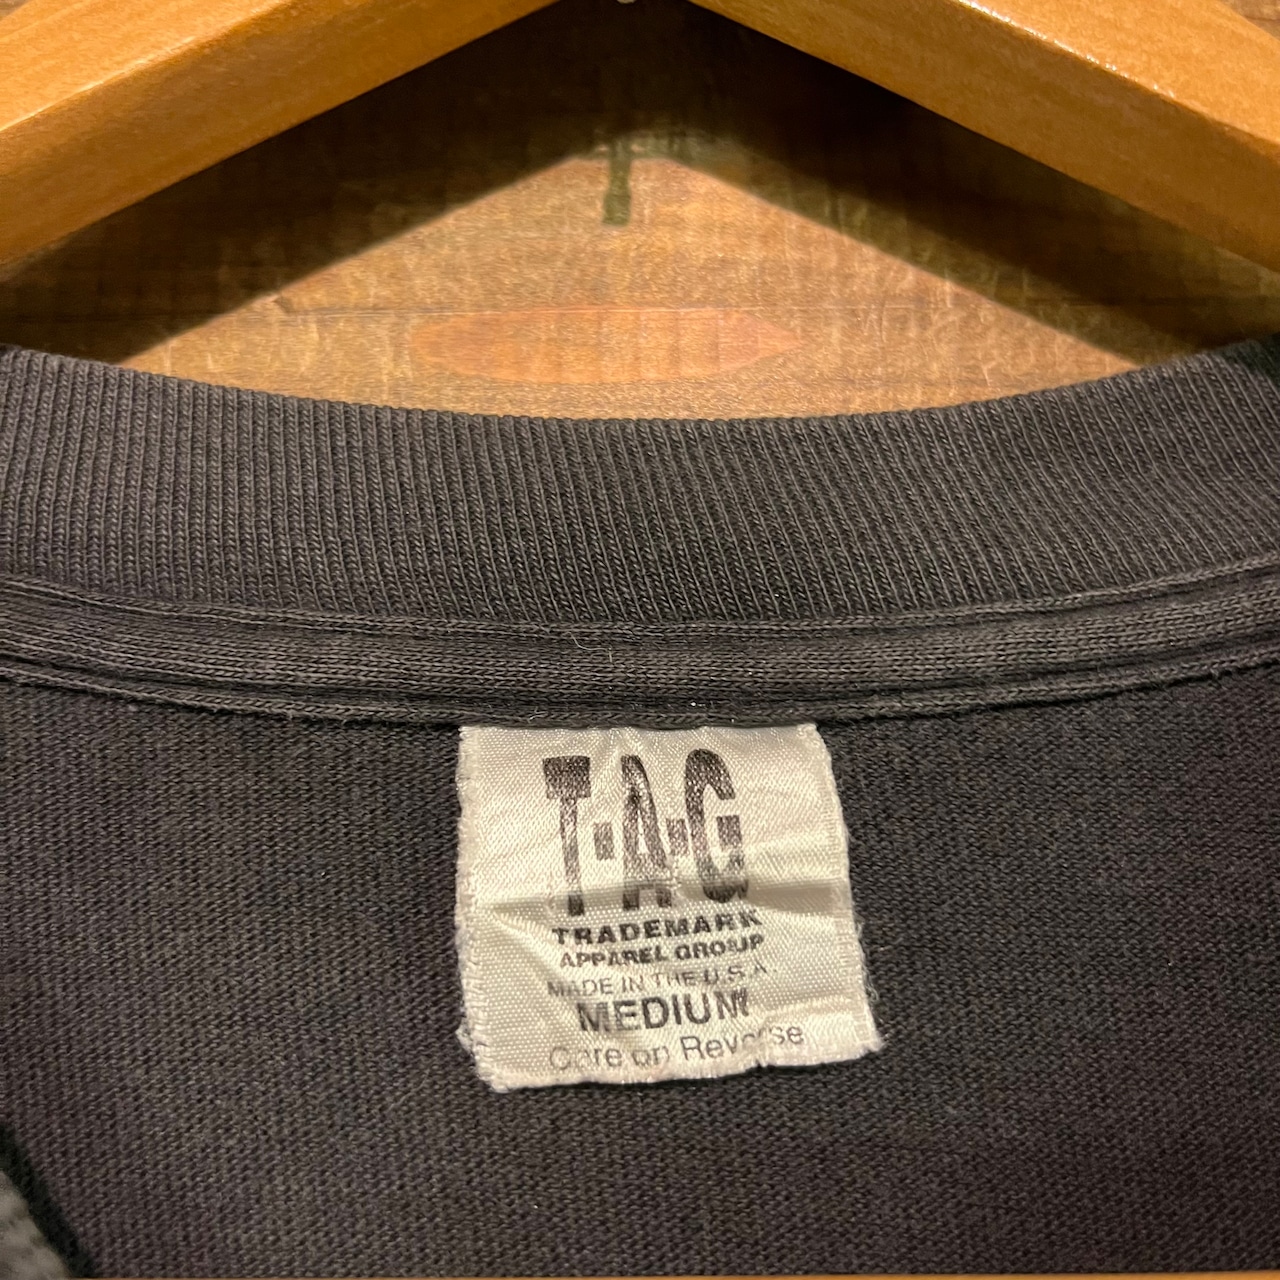 T-A-G
TRADEMARK
APPAREL GROUP
MADE IN THE U.S.A.
MEDIUM
Care on Reverse